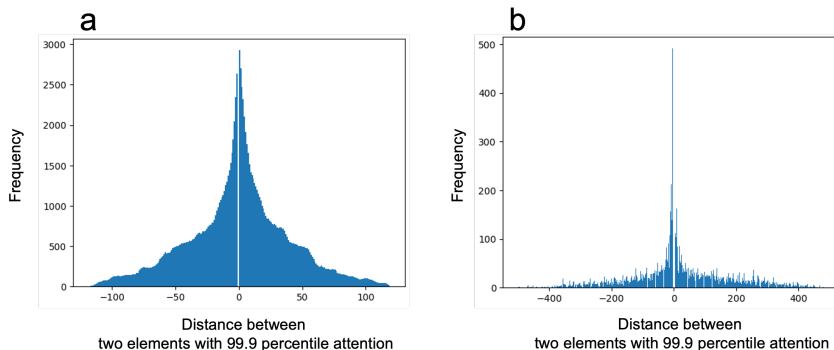 a
3000
2500
2000
1500
1000
500
0
Frequency
−100 −50 0 50 100
Distance between
two elements with 99.9 percentile attention
b
500
400
300
200
100
0
Frequency
−400 −200 0 200 400
Distance between
two elements with 99.9 percentile attention